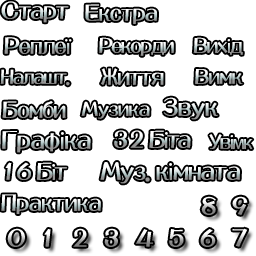 Старт Екстра
Реплеї Рекорди Вихід
Налашт. Життя Вимк
Бомби Музика Звук
Графіка 32 Біта Увімк
16 Біт Муз. кімната
Практика
8 9
0 1 2 3 4 5 6 7